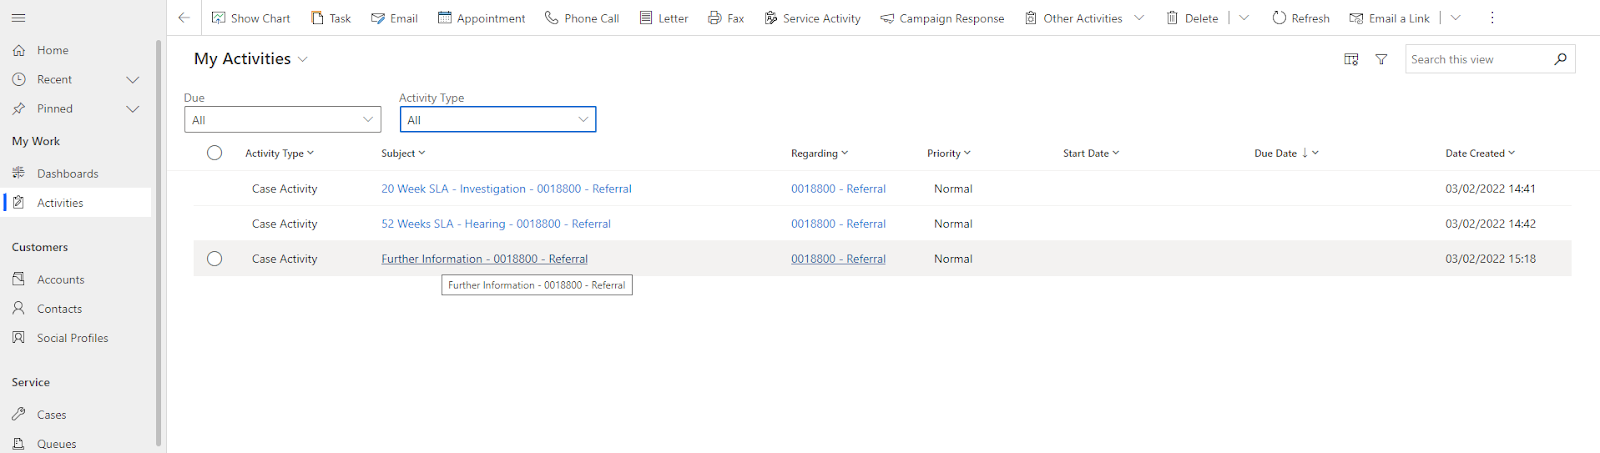 Show Chart Task Email Appointment Phone Call Letter Fax Service Activity Campaign Response Other Activities Delete Refresh Email a Link
Home
Recent
Pinned
My Work
Dashboards
Activities
Customers
Accounts
Contacts
Social Profiles
Service
Cases
Queues
My Activities
Search this view
Due Activity Type
All All
Activity Type Subject Regarding Priority Start Date Due Date ↓ Date Created
Case Activity 20 Week SLA - Investigation - 0018800 - Referral 0018800 - Referral Normal 03/02/2022 14:41
Case Activity 52 Weeks SLA - Hearing - 0018800 - Referral 0018800 - Referral Normal 03/02/2022 14:42
Case Activity Further Information - 0018800 - Referral 0018800 - Referral Normal 03/02/2022 15:18
Further Information - 0018800 - Referral